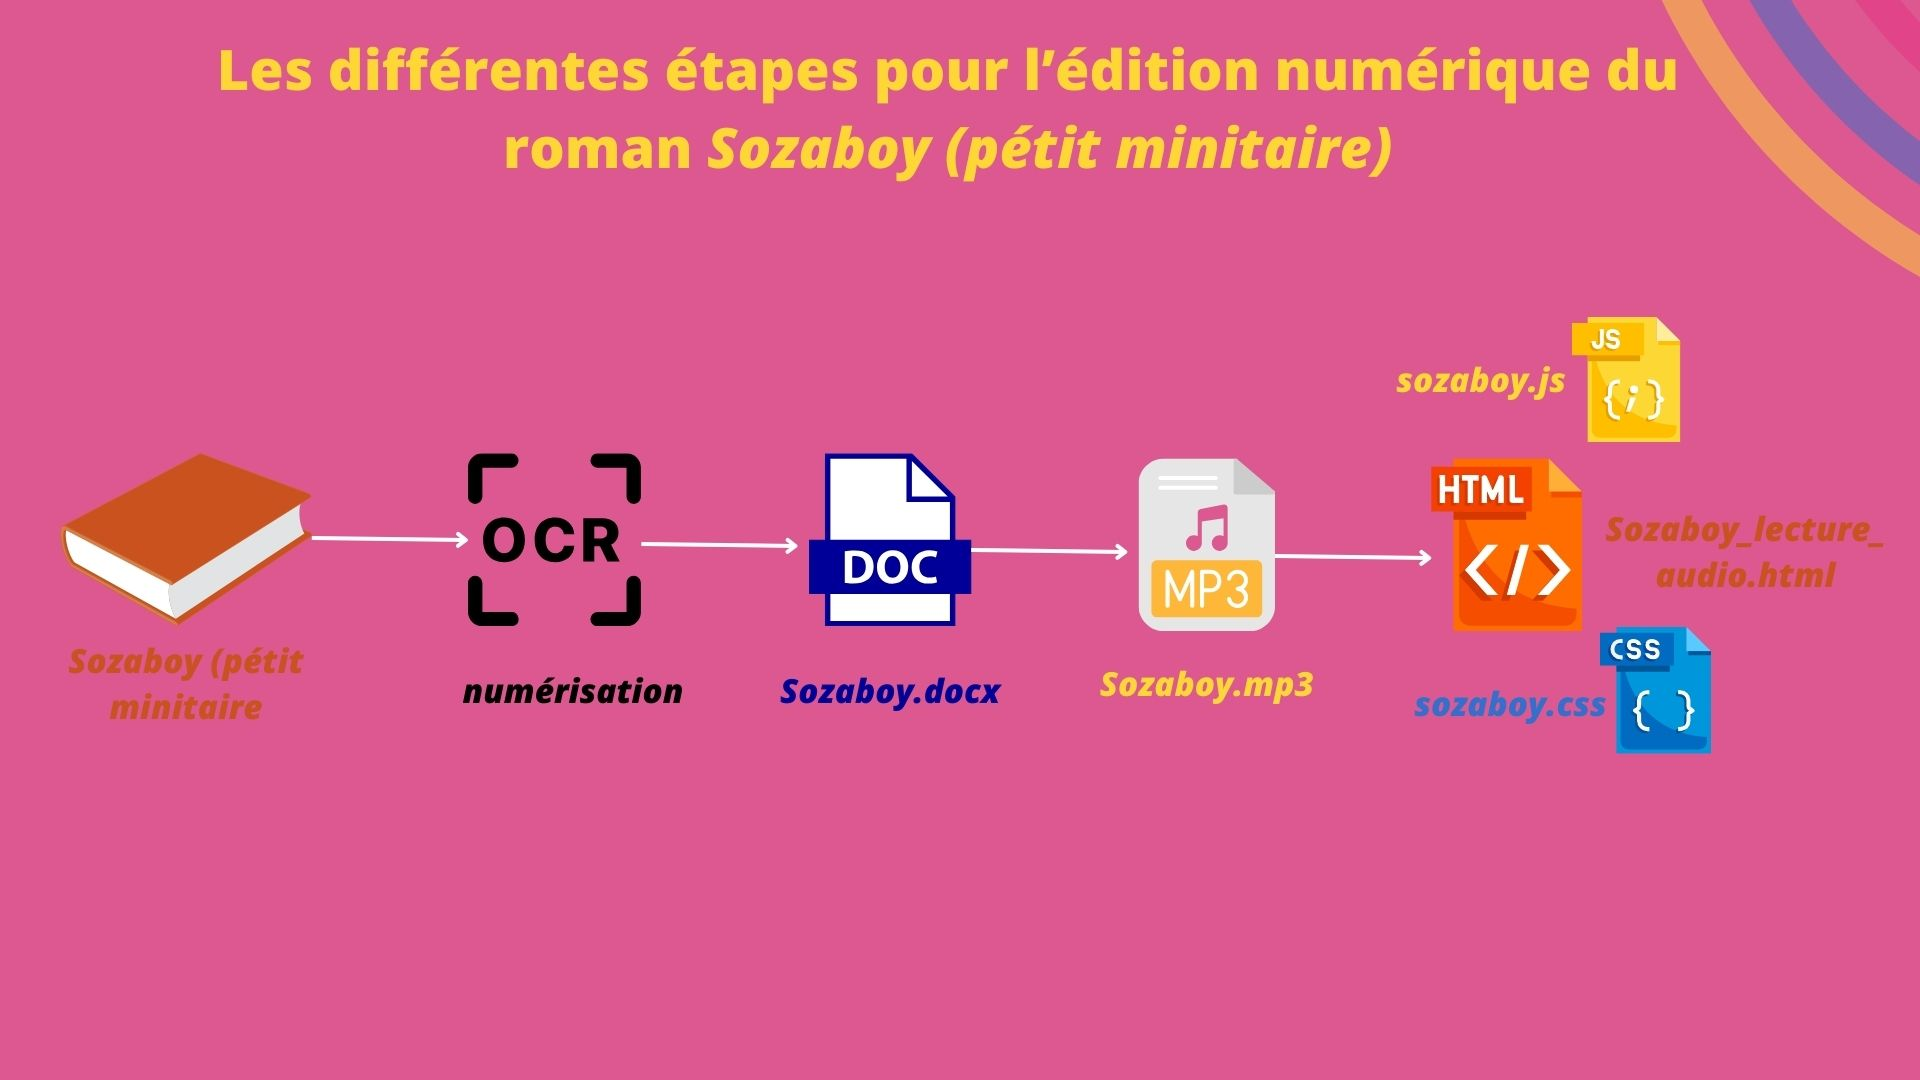 Les différentes étapes pour l’édition numérique du
roman Sozaboy (pétit minitaire)
JS
sozaboy.js
{;}
OCR
DOC
MP3
HTML
</>
Sozaboy_lecture_
audio.html
Sozaboy (pétit
minitaire
numérisation
Sozaboy.docx
Sozaboy.mp3
CSS
sozaboy.css
{ }